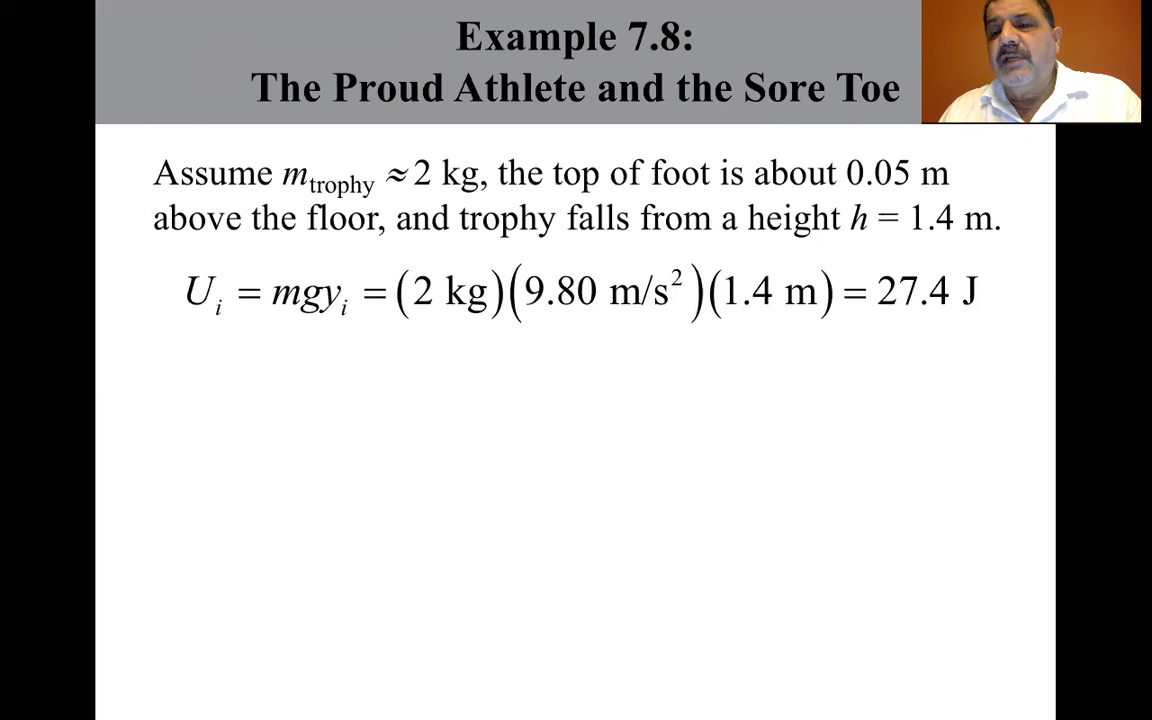 Example 7.8:
The Proud Athlete and the Sore Toe
Assume m_trophy ≈ 2 kg, the top of foot is about 0.05 m
above the floor, and trophy falls from a height h = 1.4 m.
U_i = mgy_i = (2 kg)(9.80 m/s²)(1.4 m) = 27.4 J